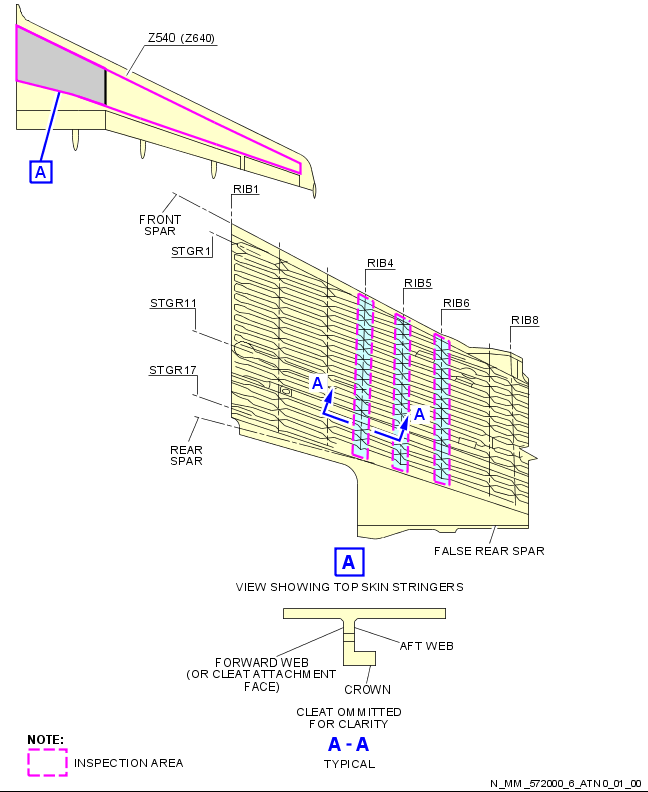 Z540 (Z640)
A
RIB1
FRONT
SPAR
STGR1
RIB4
RIB5
STGR11
RIB6
RIB8
STGR17
A
A
REAR
SPAR
FALSE REAR SPAR
A
VIEW SHOWING TOP SKIN STRINGERS
AFT WEB
FORWARD WEB
(OR CLEAT ATTACHMENT
FACE)
CROWN
CLEAT OMMITTED
FOR CLARITY
A - A
TYPICAL
NOTE:
INSPECTION AREA
N_MM_572000_6_ATN0_01_00